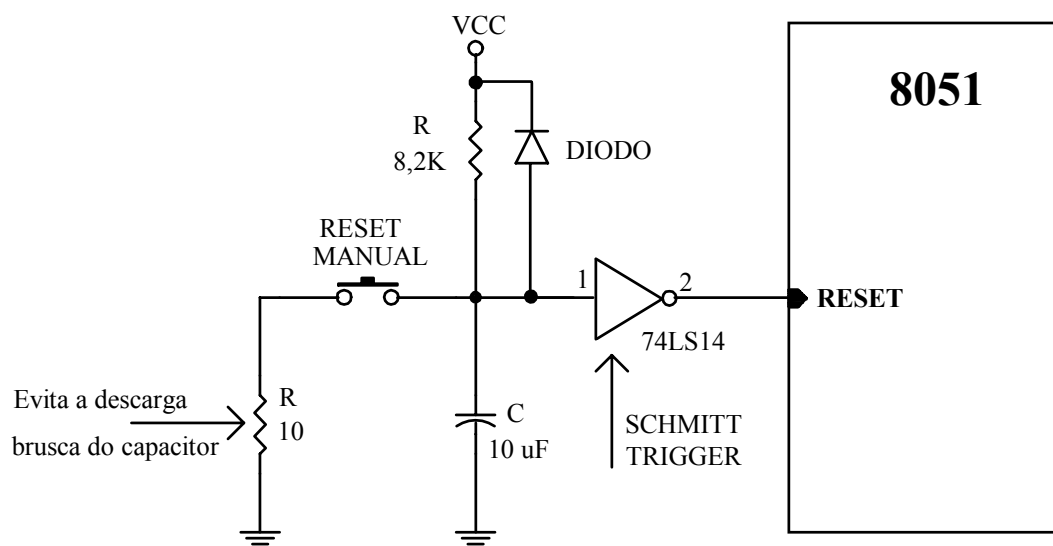 VCC
8051
R
8,2K
DIODO
RESET
MANUAL
1
2
RESET
74LS14
Evita a descarga
brusca do capacitor
R
10
C
10 uF
SCHMITT
TRIGGER